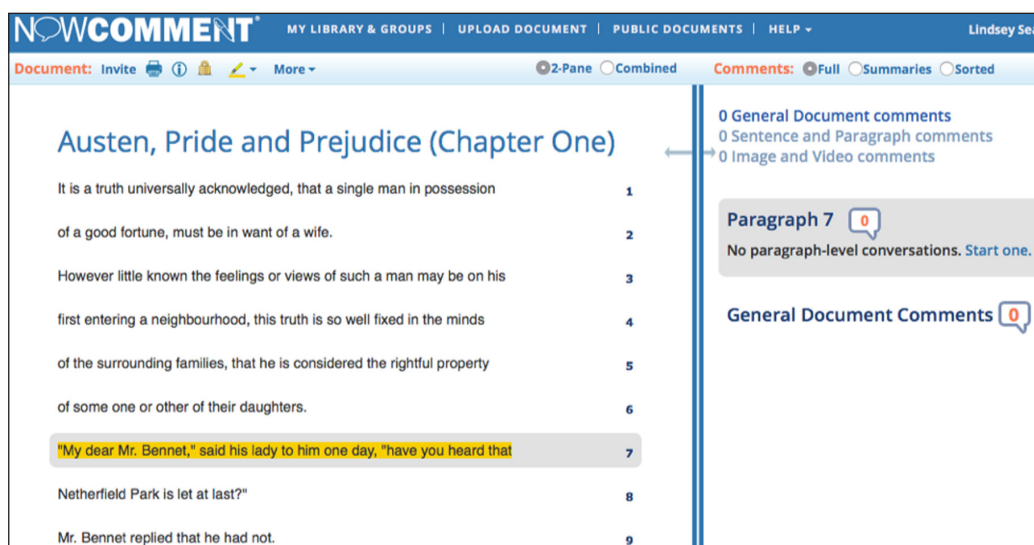 NOWCOMMENT® MY LIBRARY & GROUPS | UPLOAD DOCUMENT | PUBLIC DOCUMENTS | HELP Lindsey Sea
Document: Invite More 2-Pane Combined Comments: Full Summaries Sorted
Austen, Pride and Prejudice (Chapter One)
It is a truth universally acknowledged, that a single man in possession 1
of a good fortune, must be in want of a wife. 2
However little known the feelings or views of such a man may be on his 3
first entering a neighbourhood, this truth is so well fixed in the minds 4
of the surrounding families, that he is considered the rightful property 5
of some one or other of their daughters. 6
"My dear Mr. Bennet," said his lady to him one day, "have you heard that 7
Netherfield Park is let at last?" 8
Mr. Bennet replied that he had not. 9
0 General Document comments
0 Sentence and Paragraph comments
0 Image and Video comments
Paragraph 7 0
No paragraph-level conversations. Start one.
General Document Comments 0